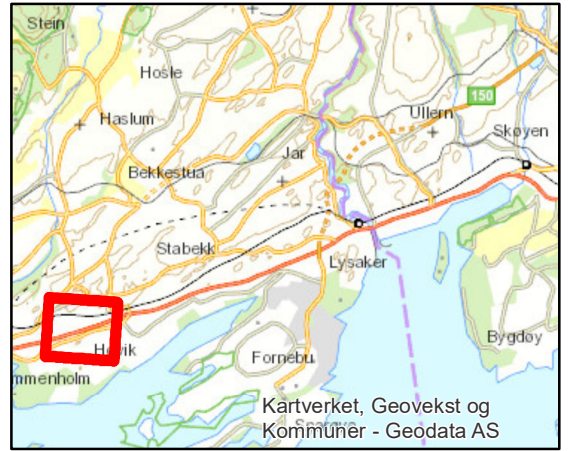 Stein
Hosle
150
Haslum
Ullern
Skøyen
Jar
Bekkestua
Stabekk
Lysaker
Bygdøy
Fornebu
mmenholm
Kartverket, Geovekst og
Kommuner - Geodata AS